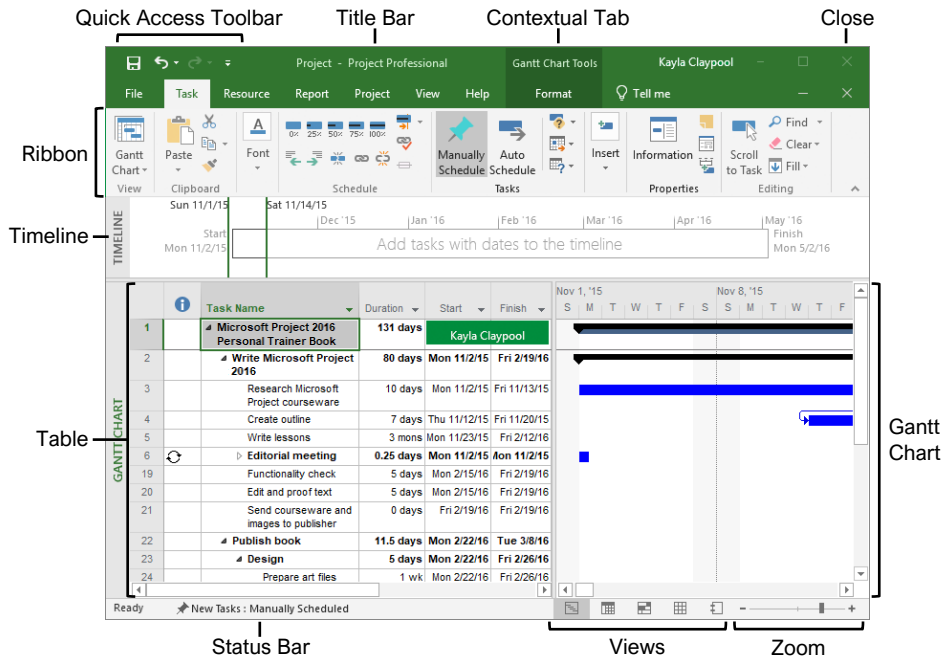 Quick Access Toolbar Title Bar Contextual Tab Close
Project - Project Professional Gantt Chart Tools Kayla Claypool
File Task Resource Report Project View Help Format Tell me
Ribbon
0% 25% 50% 75% 100%
Find
Clear
Fill
Gantt Chart Paste Font Manually Schedule Auto Schedule Insert Information Scroll to Task
View Clipboard Schedule Tasks Properties Editing
Timeline
TIMELINE
Sun 11/1/15 Sat 11/14/15
Dec '15 Jan '16 Feb '16 Mar '16 Apr '16 May '16
Start
Mon 11/2/15
Add tasks with dates to the timeline
Finish
Mon 5/2/16
Nov 1, '15 Nov 8, '15
Task Name Duration Start Finish S M T W T F S S M T W T F
1 Microsoft Project 2016 131 days
Personal Trainer Book Kayla Claypool
2 Write Microsoft Project 80 days Mon 11/2/15 Fri 2/19/16
2016
3 Research Microsoft 10 days Mon 11/2/15 Fri 11/13/15
Project courseware
4 Create outline 7 days Thu 11/12/15 Fri 11/20/15
5 Write lessons 3 mons Mon 11/23/15 Fri 2/12/16
6 Editorial meeting 0.25 days Mon 11/2/15 Mon 11/2/15
19 Functionality check 5 days Mon 2/15/16 Fri 2/19/16
20 Edit and proof text 5 days Mon 2/15/16 Fri 2/19/16
21 Send courseware and 0 days Fri 2/19/16 Fri 2/19/16
images to publisher
22 Publish book 11.5 days Mon 2/22/16 Tue 3/8/16
23 Design 5 days Mon 2/22/16 Fri 2/26/16
24 Prepare art files 1 wk Mon 2/22/16 Fri 2/26/16
GANTT CHART
Table
Gantt
Chart
Ready New Tasks : Manually Scheduled
Status Bar Views Zoom